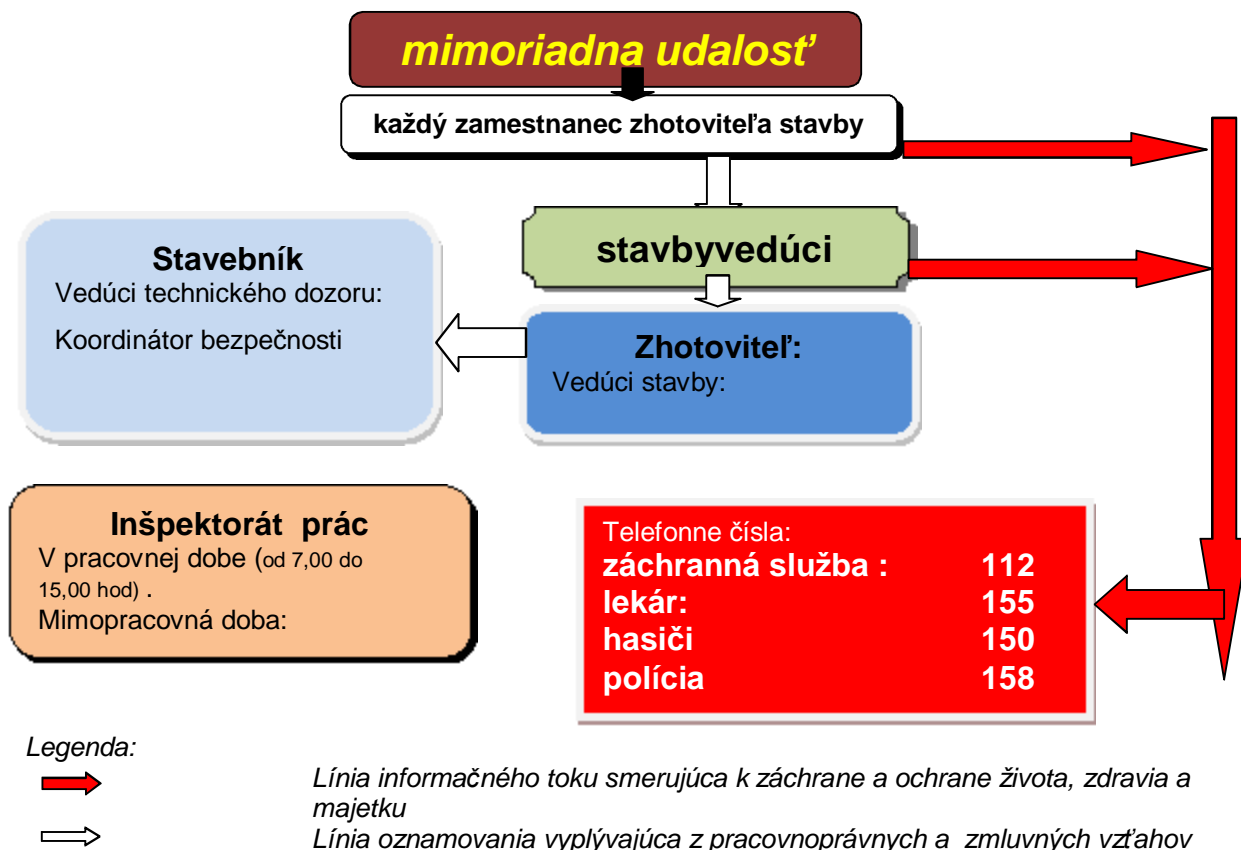 mimoriadna udalosť
každý zamestnanec zhotoviteľa stavby
stavbyvedúci
Stavebník
Vedúci technického dozoru:
Koordinátor bezpečnosti
Zhotoviteľ:
Vedúci stavby:
Inšpektorát  prác
V pracovnej dobe (od 7,00 do
15,00 hod) .
Mimopracovná doba:
Telefonne čísla:
záchranná služba : 112
lekár: 155
hasiči 150
polícia 158
Legenda:
Línia informačného toku smerujúca k záchrane a ochrane života, zdravia a
majetku
Línia oznamovania vyplývajúca z pracovnoprávnych a  zmluvných vzťahov